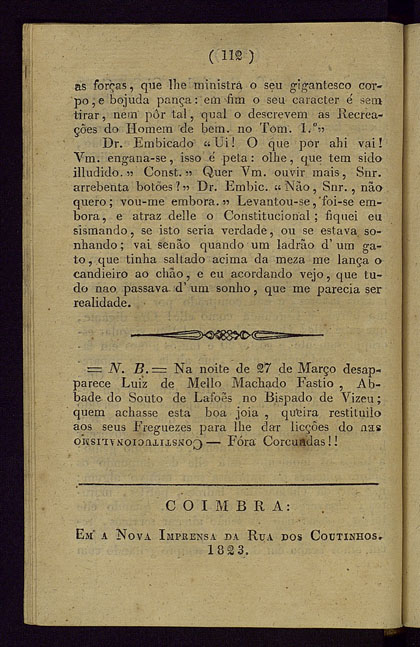 ( 112 )
as forças, que lhe ministra o seu gigantesco cor-
po, e bojuda pança: em fim o seu caracter é sem
tirar, nem pôr tal, qual o descrevem as Recrea-
ções do Homem de bem. no Tom. 1.º»
Dr. Embicado “Ui! O que por ahi vai!
Vm. engana-se, isso é peta: olhe, que tem sido
illudido.» Const.» Quer Vm. ouvir mais, Snr.
arrebenta botões?» Dr. Embic. “Não, Snr., não
quero; vou-me embora.» Levantou-se, foi-se em-
bora, e atraz delle o Constitucional; fiquei eu
sismando, se isto seria verdade, ou se estava so-
nhando; vai senão quando um ladrão d'um ga-
to, que tinha saltado acima da meza me lança o
candieiro ao chão, e eu acordando vejo, que tu-
do nao passava d'um sonho, que me parecia ser
realidade.
= N. B. = Na noite de 27 de Março desap-
parece Luiz de Mello Machado Fastio, Ab-
bade do Souto de Lafoẽs no Bispado de Vizeu;
quem achasse esta boa joia, queira restituilo
aos seus Freguezes para lhe dar licções do seu
CONSTITUCIONALISMO — Fóra Corcundas!!
COIMBRA:
EM A NOVA IMPRENSA DA RUA DOS COUTINHOS.
1823.